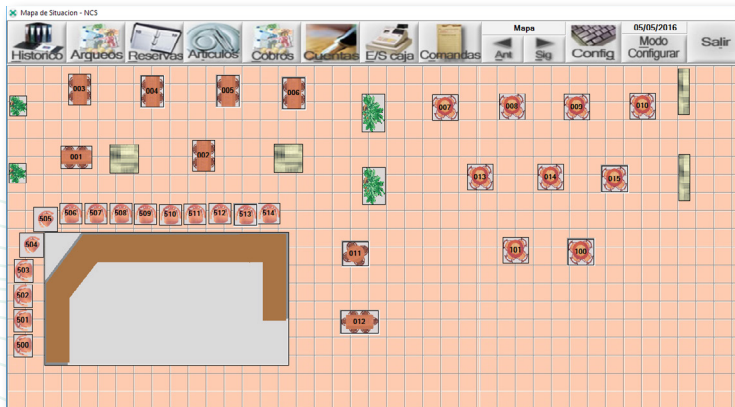 Mapa de Situacion - NCS
Mapa 05/05/2016
Historico Arqueos Reservas Articulos Cobros Cuentas E/S caja Comandas Ant Sig Config Modo Configurar Salir
003 004 005 006
007 008 009 010
001 002
013 014 015
505 506 507 508 509 510 511 512 513 514
504
011 101 100
503
502
501 012
500